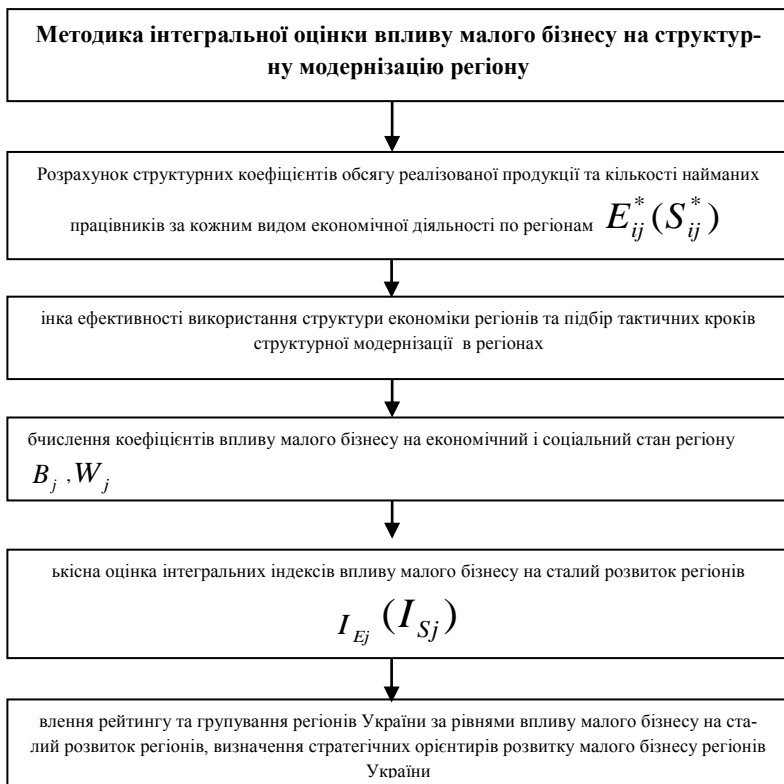 Методика інтегральної оцінки впливу малого бізнесу на структур-
ну модернізацію регіону
Розрахунок структурних коефіцієнтів обсягу реалізованої продукції та кількості найманих
працівників за кожним видом економічної діяльності по регіонам E*ij(S*ij)
інка ефективності використання структури економіки регіонів та підбір тактичних кроків
структурної модернізації в регіонах
бчислення коефіцієнтів впливу малого бізнесу на економічний і соціальний стан регіону
Bj ,Wj
ькісна оцінка інтегральних індексів впливу малого бізнесу на сталий розвиток регіонів
IEj (ISj)
влення рейтингу та групування регіонів України за рівнями впливу малого бізнесу на ста-
лий розвиток регіонів, визначення стратегічних орієнтирів розвитку малого бізнесу регіонів
України